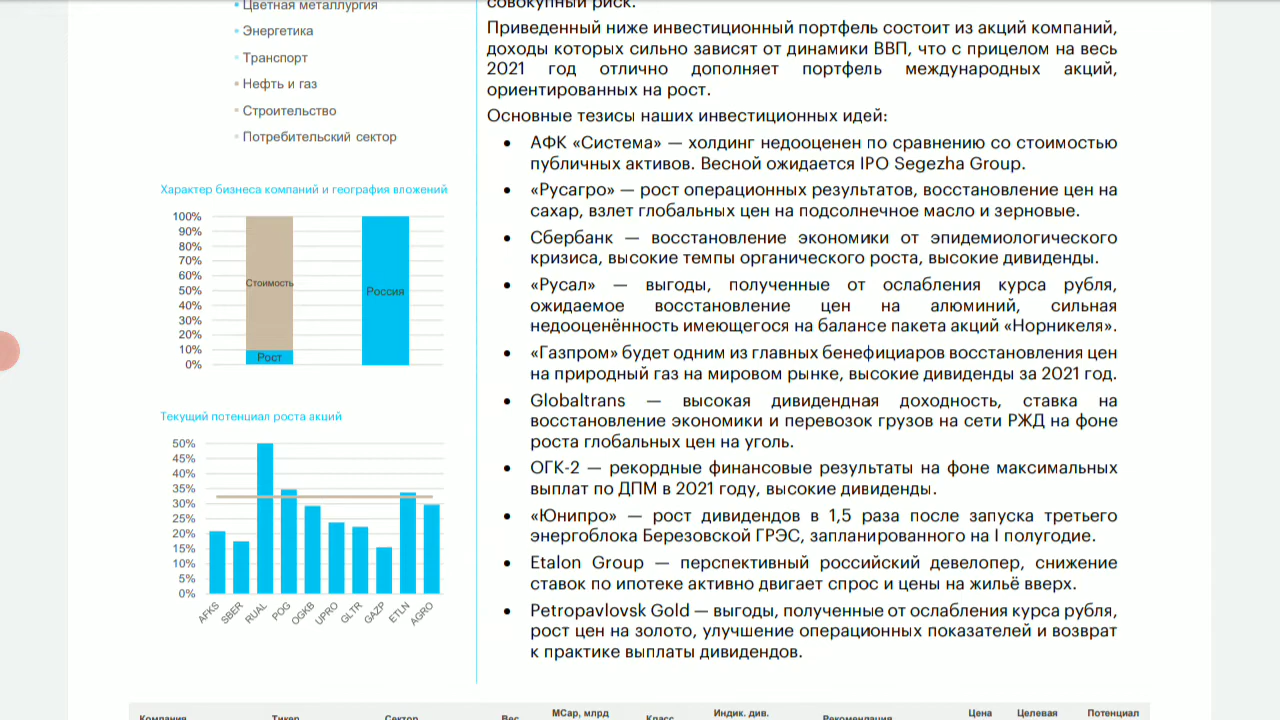 Цветная металлургия
Энергетика
Транспорт
Нефть и газ
Строительство
Потребительский сектор
Характер бизнеса компаний и география вложений
100%
90%
80%
70%
60%
50%
40%
30%
20%
10%
0%
Стоимость
Рост
Россия
Текущий потенциал роста акций
50%
45%
40%
35%
30%
25%
20%
15%
10%
5%
0%
AFKS SBER RUAL POG OGKB UPRO GLTR GAZP ETLN AGRO
совокупный риск.
Приведенный ниже инвестиционный портфель состоит из акций компаний,
доходы которых сильно зависят от динамики ВВП, что с прицелом на весь
2021 год отлично дополняет портфель международных акций,
ориентированных на рост.
Основные тезисы наших инвестиционных идей:
• АФК «Система» — холдинг недооценен по сравнению со стоимостью
публичных активов. Весной ожидается IPO Segezha Group.
• «Русагро» — рост операционных результатов, восстановление цен на
сахар, взлет глобальных цен на подсолнечное масло и зерновые.
• Сбербанк — восстановление экономики от эпидемиологического
кризиса, высокие темпы органического роста, высокие дивиденды.
• «Русал» — выгоды, полученные от ослабления курса рубля,
ожидаемое восстановление цен на алюминий, сильная
недооценённость имеющегося на балансе пакета акций «Норникеля».
• «Газпром» будет одним из главных бенефициаров восстановления цен
на природный газ на мировом рынке, высокие дивиденды за 2021 год.
• Globaltrans — высокая дивидендная доходность, ставка на
восстановление экономики и перевозок грузов на сети РЖД на фоне
роста глобальных цен на уголь.
• ОГК-2 — рекордные финансовые результаты на фоне максимальных
выплат по ДПМ в 2021 году, высокие дивиденды.
• «Юнипро» — рост дивидендов в 1,5 раза после запуска третьего
энергоблока Березовской ГРЭС, запланированного на I полугодие.
• Etalon Group — перспективный российский девелопер, снижение
ставок по ипотеке активно двигает спрос и цены на жильё вверх.
• Petropavlovsk Gold — выгоды, полученные от ослабления курса рубля,
рост цен на золото, улучшение операционных показателей и возврат
к практике выплаты дивидендов.
Компания Тикер Сектор Вес MCap, млрд Класс Индик. див. Рекомендация Цена Целевая Потенциал